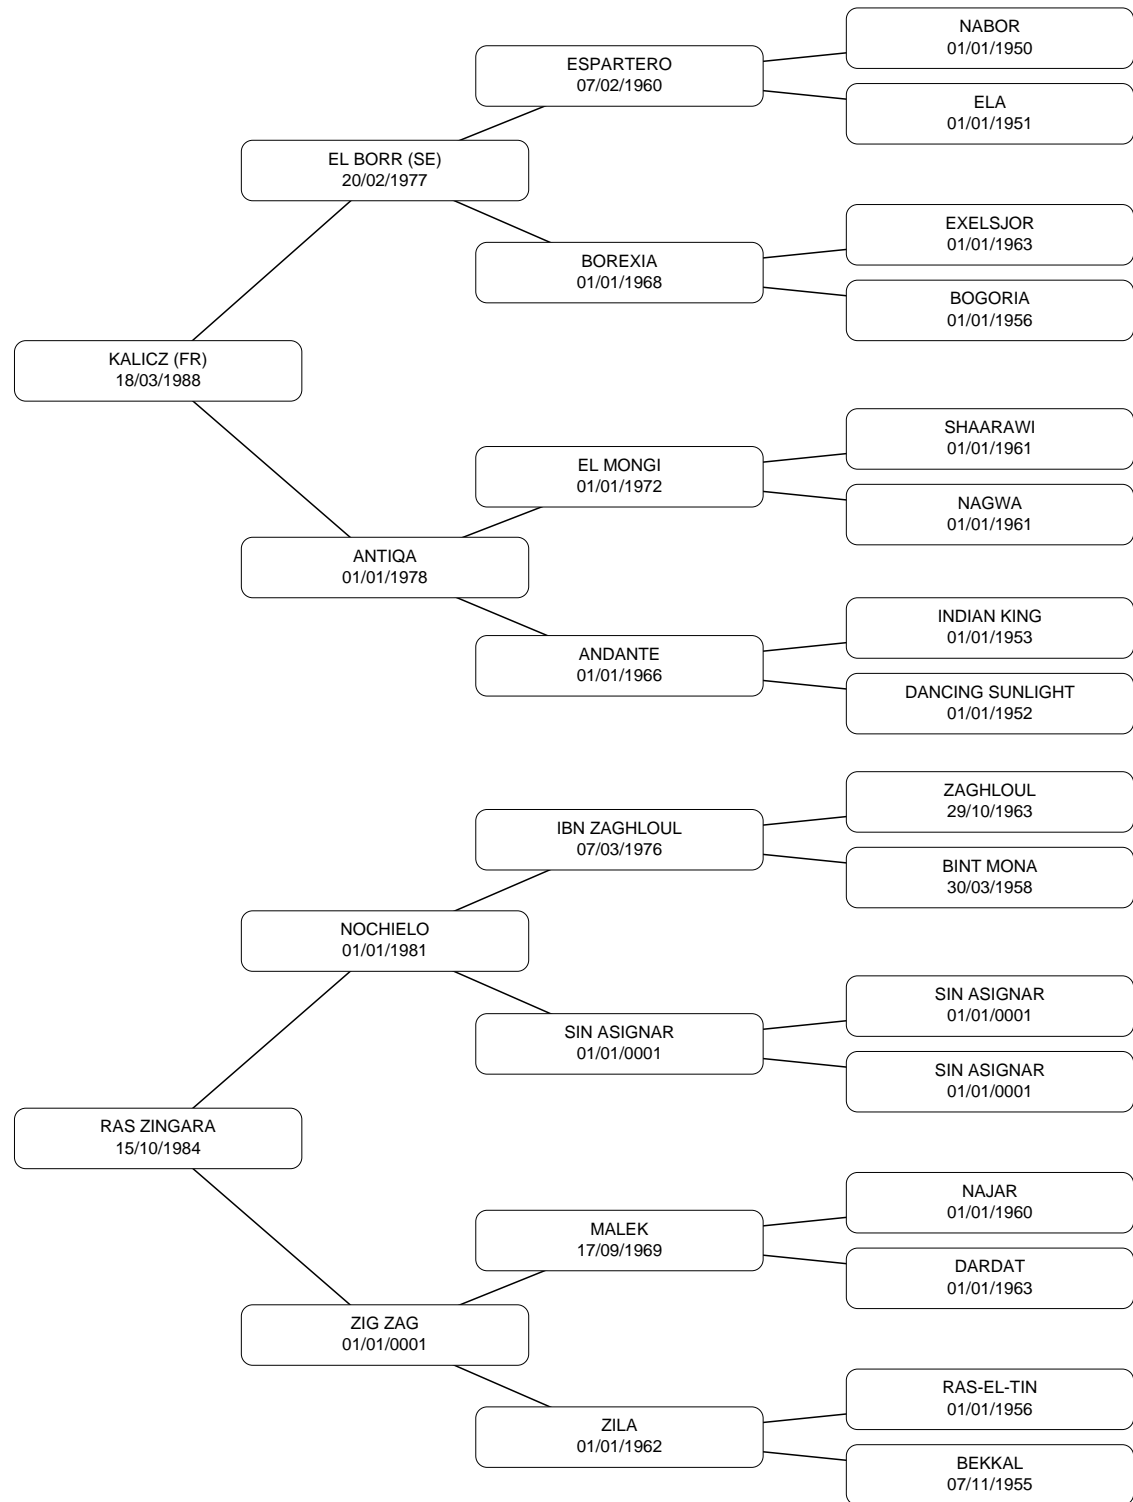 NABOR
01/01/1950
ESPARTERO
07/02/1960
ELA
01/01/1951
EL BORR (SE)
20/02/1977
EXELSJOR
01/01/1963
BOREXIA
01/01/1968
BOGORIA
01/01/1956
KALICZ (FR)
18/03/1988
SHAARAWI
01/01/1961
EL MONGI
01/01/1972
NAGWA
01/01/1961
ANTIQA
01/01/1978
INDIAN KING
01/01/1953
ANDANTE
01/01/1966
DANCING SUNLIGHT
01/01/1952
ZAGHLOUL
29/10/1963
IBN ZAGHLOUL
07/03/1976
BINT MONA
30/03/1958
NOCHIELO
01/01/1981
SIN ASIGNAR
01/01/0001
SIN ASIGNAR
01/01/0001
SIN ASIGNAR
01/01/0001
RAS ZINGARA
15/10/1984
NAJAR
01/01/1960
MALEK
17/09/1969
DARDAT
01/01/1963
ZIG ZAG
01/01/0001
RAS-EL-TIN
01/01/1956
ZILA
01/01/1962
BEKKAL
07/11/1955